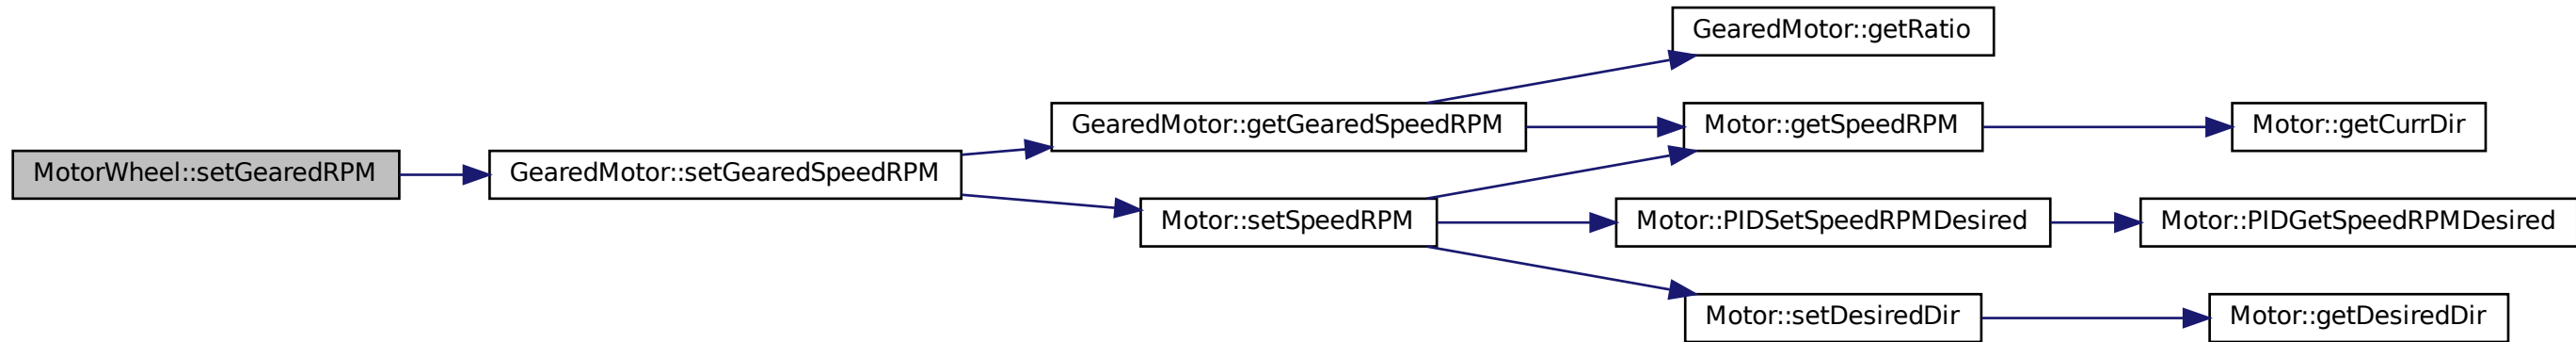 GearedMotor::getRatio
GearedMotor::getGearedSpeedRPM
Motor::getSpeedRPM
Motor::getCurrDir
MotorWheel::setGearedRPM
GearedMotor::setGearedSpeedRPM
Motor::setSpeedRPM
Motor::PIDSetSpeedRPMDesired
Motor::PIDGetSpeedRPMDesired
Motor::setDesiredDir
Motor::getDesiredDir